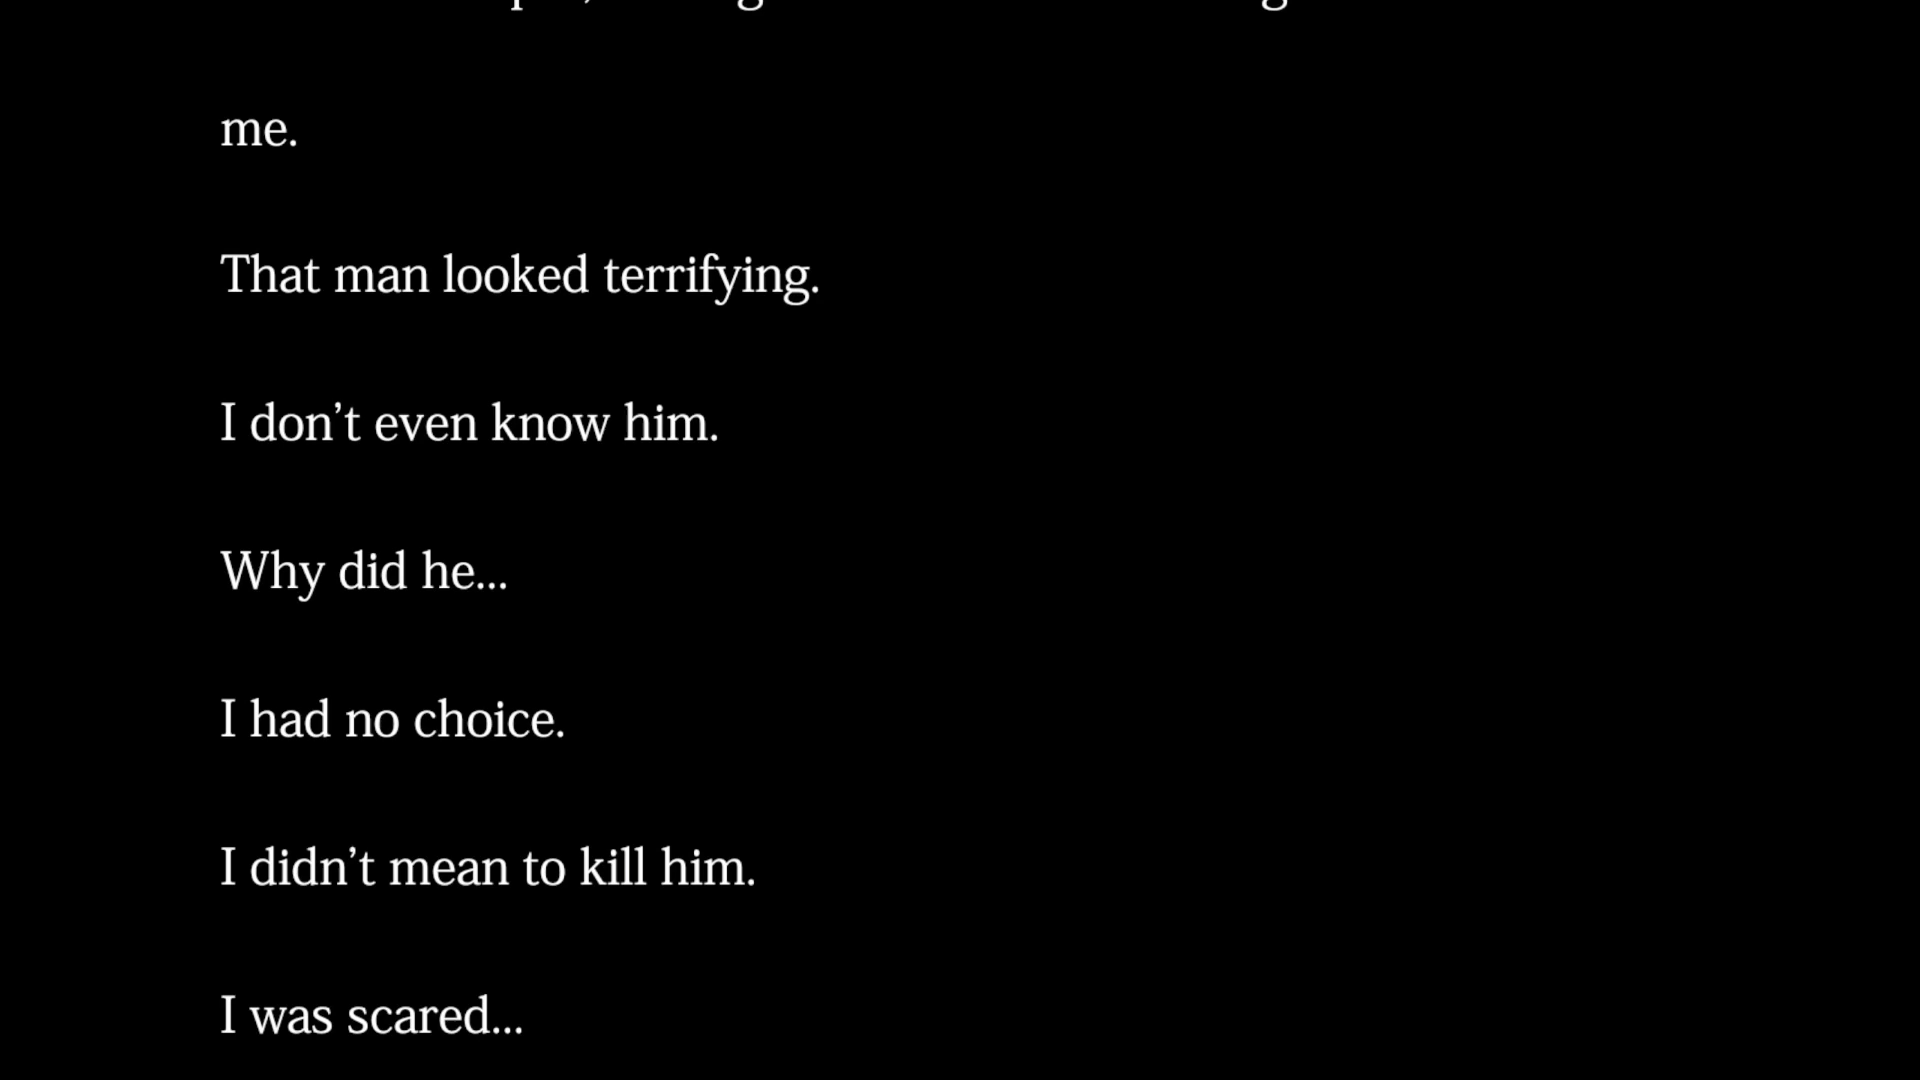 me.
That man looked terrifying.
I don’t even know him.
Why did he...
I had no choice.
I didn’t mean to kill him.
I was scared...